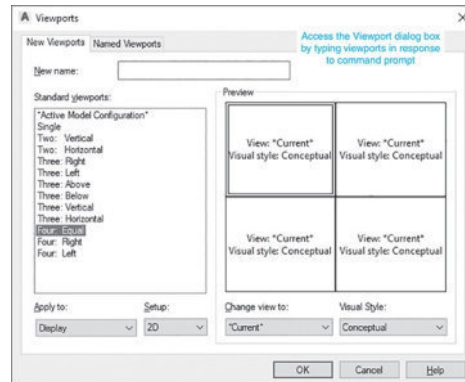 Viewports
New Viewports
Named Viewports
Access the Viewport dialog box
by typing viewports in response
to command prompt
New name:
Standard viewports:
*Active Model Configuration*
Single
Two: Vertical
Two: Horizontal
Three: Right
Three: Left
Three: Above
Three: Below
Three: Vertical
Three: Horizontal
Four: Equal
Four: Right
Four: Left
Preview
View: "Current"
Visual style: Conceptual
View: "Current"
Visual style: Conceptual
View: "Current"
Visual style: Conceptual
View: "Current"
Visual style: Conceptual
Apply to:
Display
Setup:
2D
Change view to:
"Current"
Visual Style:
Conceptual
OK
Cancel
Help